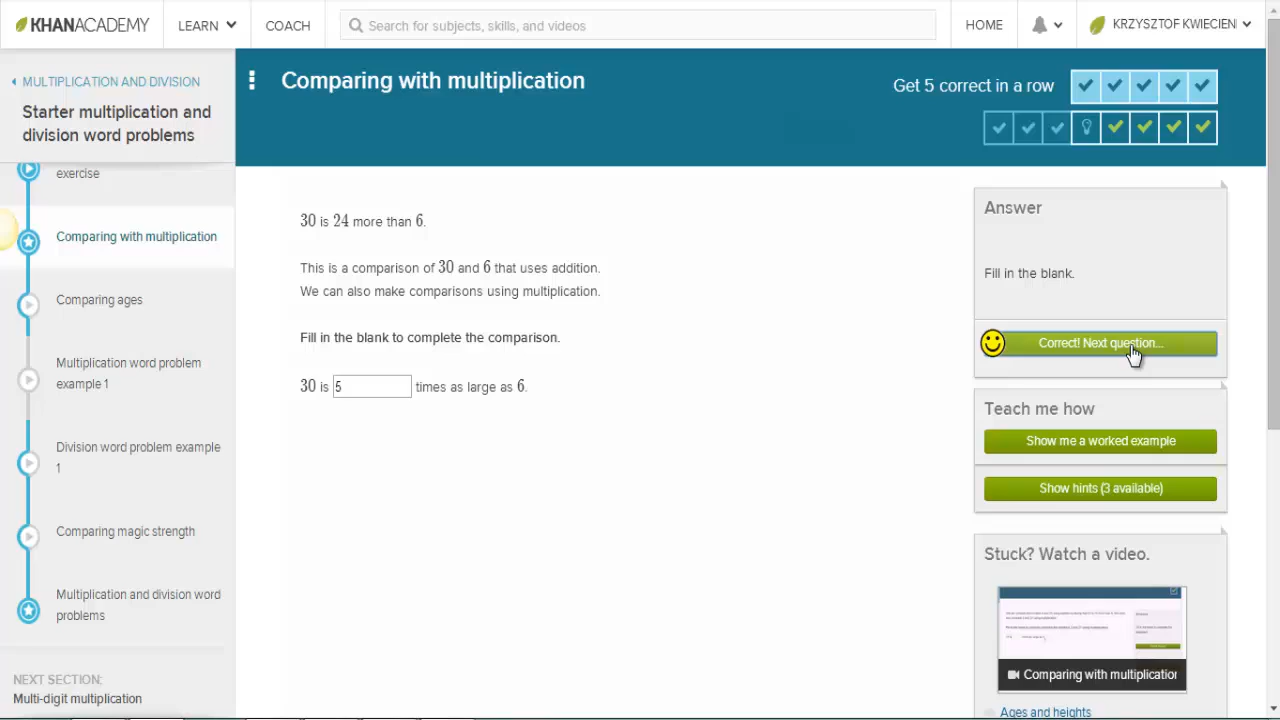 KHANACADEMY
LEARN
COACH
Search for subjects, skills, and videos
HOME
KRZYSZTOF KWIECIEN
MULTIPLICATION AND DIVISION
Starter multiplication and
division word problems
exercise
Comparing with multiplication
Comparing ages
Multiplication word problem
example 1
Division word problem example
1
Comparing magic strength
Multiplication and division word
problems
NEXT SECTION:
Multi-digit multiplication
Comparing with multiplication
Get 5 correct in a row
30 is 24 more than 6.
This is a comparison of 30 and 6 that uses addition.
We can also make comparisons using multiplication.
Fill in the blank to complete the comparison.
30 is 5 times as large as 6.
Answer
Fill in the blank.
Correct! Next question...
Teach me how
Show me a worked example
Show hints (3 available)
Stuck? Watch a video.
Comparing with multiplication
Ages and heights